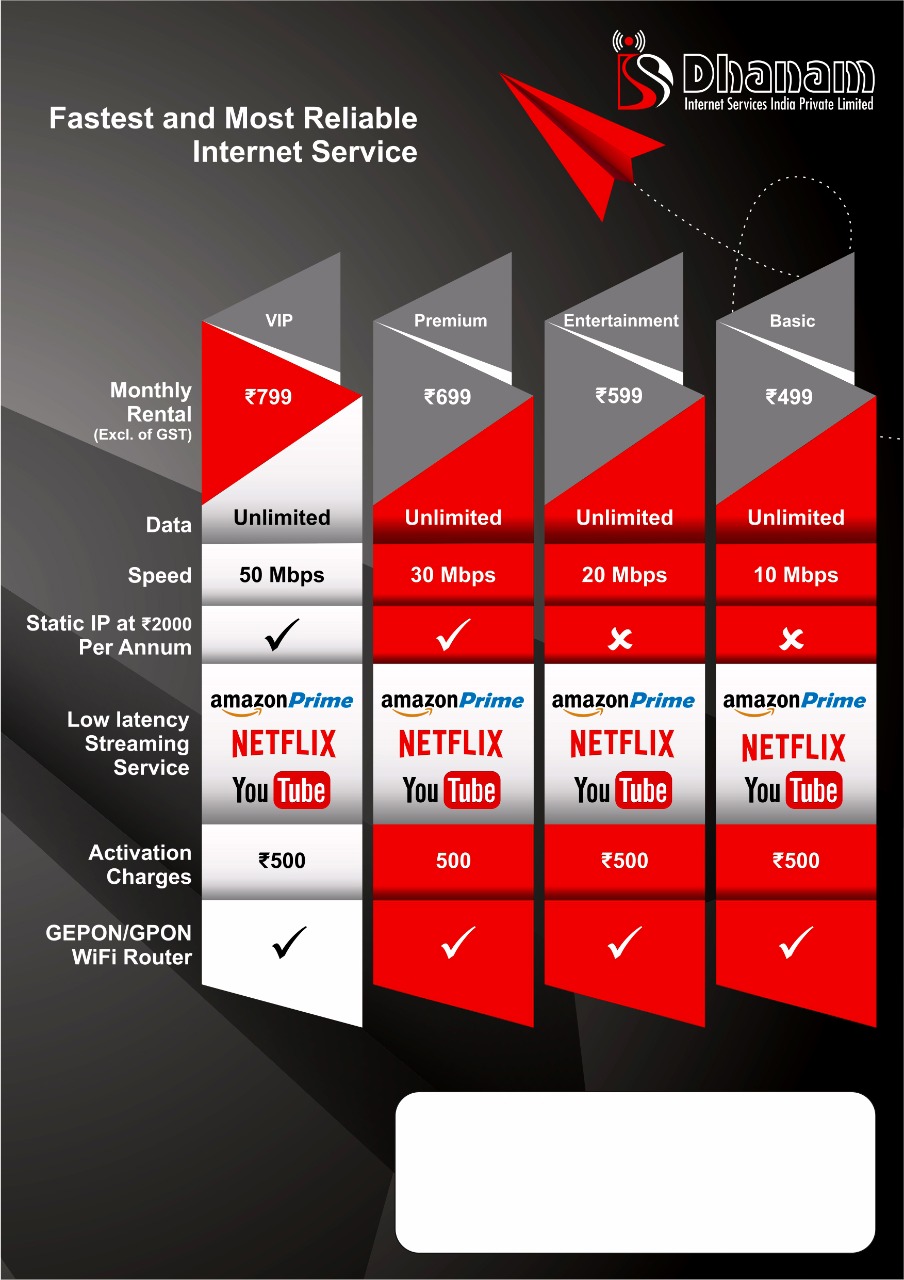 Dhanam
Internet Services India Private Limited
Fastest and Most Reliable
Internet Service
VIP Premium Entertainment Basic
Monthly
Rental
(Excl. of GST)
₹799 ₹699 ₹599 ₹499
Data Unlimited Unlimited Unlimited Unlimited
Speed 50 Mbps 30 Mbps 20 Mbps 10 Mbps
Static IP at ₹2000
Per Annum
✓ ✓ ✗ ✗
Low latency
Streaming
Service
amazonPrime amazonPrime amazonPrime amazonPrime
NETFLIX NETFLIX NETFLIX NETFLIX
YouTube YouTube YouTube YouTube
Activation
Charges
₹500 500 ₹500 ₹500
GEPON/GPON
WiFi Router
✓ ✓ ✓ ✓